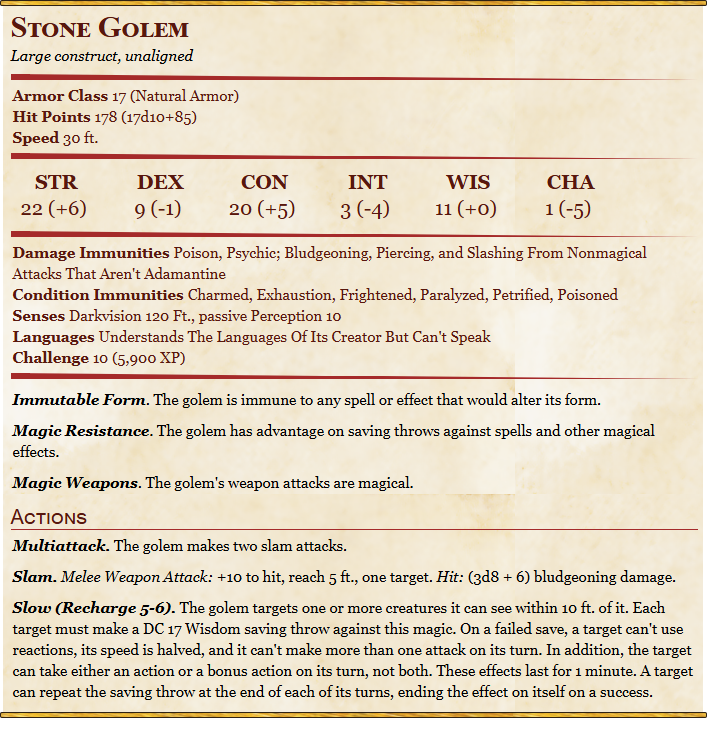 Stone Golem
Large construct, unaligned
Armor Class 17 (Natural Armor)
Hit Points 178 (17d10+85)
Speed 30 ft.
STR DEX CON INT WIS CHA
22 (+6) 9 (-1) 20 (+5) 3 (-4) 11 (+0) 1 (-5)
Damage Immunities Poison, Psychic; Bludgeoning, Piercing, and Slashing From Nonmagical
Attacks That Aren't Adamantine
Condition Immunities Charmed, Exhaustion, Frightened, Paralyzed, Petrified, Poisoned
Senses Darkvision 120 Ft., passive Perception 10
Languages Understands The Languages Of Its Creator But Can't Speak
Challenge 10 (5,900 XP)
Immutable Form. The golem is immune to any spell or effect that would alter its form.
Magic Resistance. The golem has advantage on saving throws against spells and other magical
effects.
Magic Weapons. The golem's weapon attacks are magical.
Actions
Multiattack. The golem makes two slam attacks.
Slam. Melee Weapon Attack: +10 to hit, reach 5 ft., one target. Hit: (3d8 + 6) bludgeoning damage.
Slow (Recharge 5-6). The golem targets one or more creatures it can see within 10 ft. of it. Each
target must make a DC 17 Wisdom saving throw against this magic. On a failed save, a target can't use
reactions, its speed is halved, and it can't make more than one attack on its turn. In addition, the target
can take either an action or a bonus action on its turn, not both. These effects last for 1 minute. A target
can repeat the saving throw at the end of each of its turns, ending the effect on itself on a success.